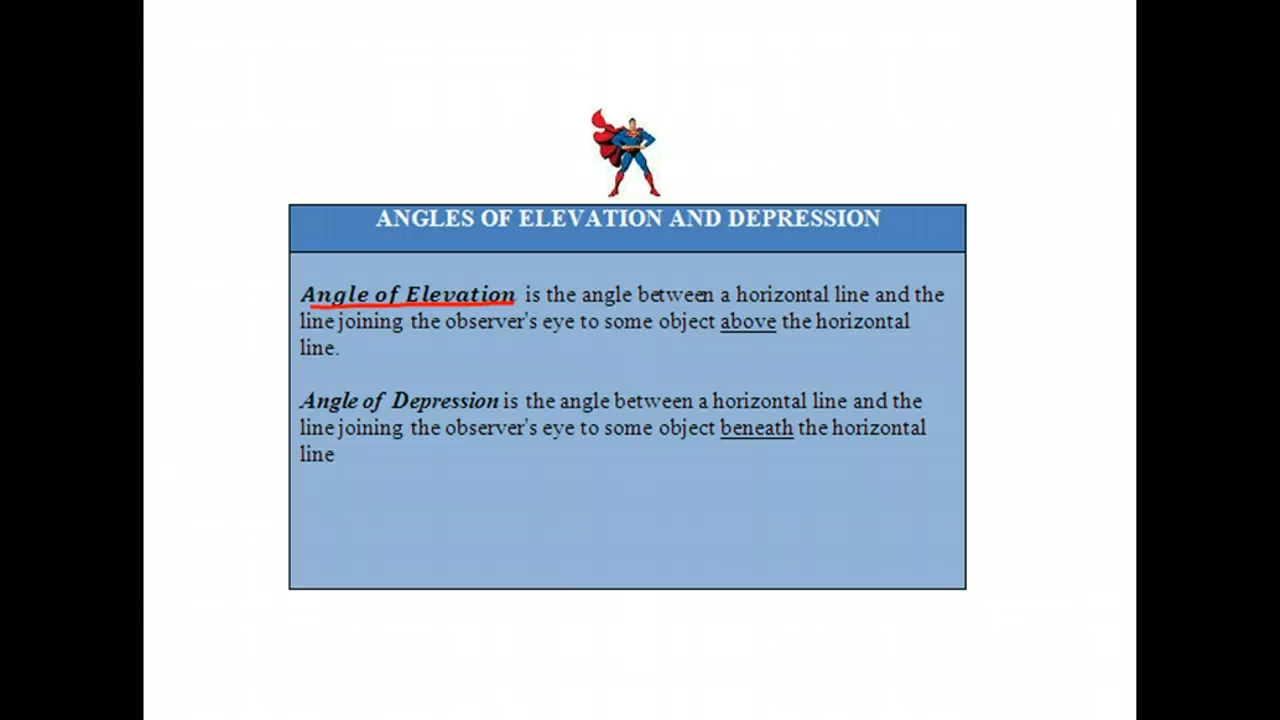 ANGLES OF ELEVATION AND DEPRESSION
Angle of Elevation is the angle between a horizontal line and the
line joining the observer's eye to some object above the horizontal
line.
Angle of Depression is the angle between a horizontal line and the
line joining the observer's eye to some object beneath the horizontal
line